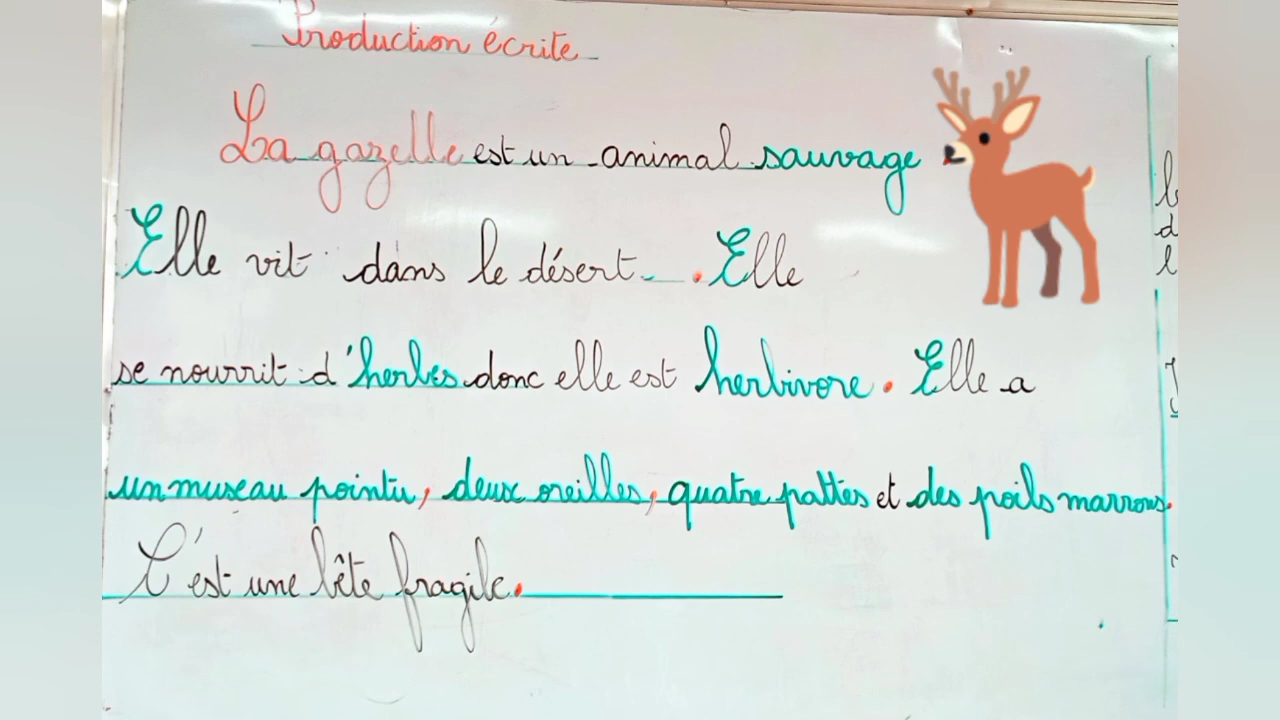 Production écrite
La gazelle est un animal sauvage.
Elle vit dans le désert. Elle
se nourrit d'herbes donc elle est herbivore. Elle a
un museau pointu, deux oreilles, quatre pattes et des poils marrons.
C'est une bête fragile.